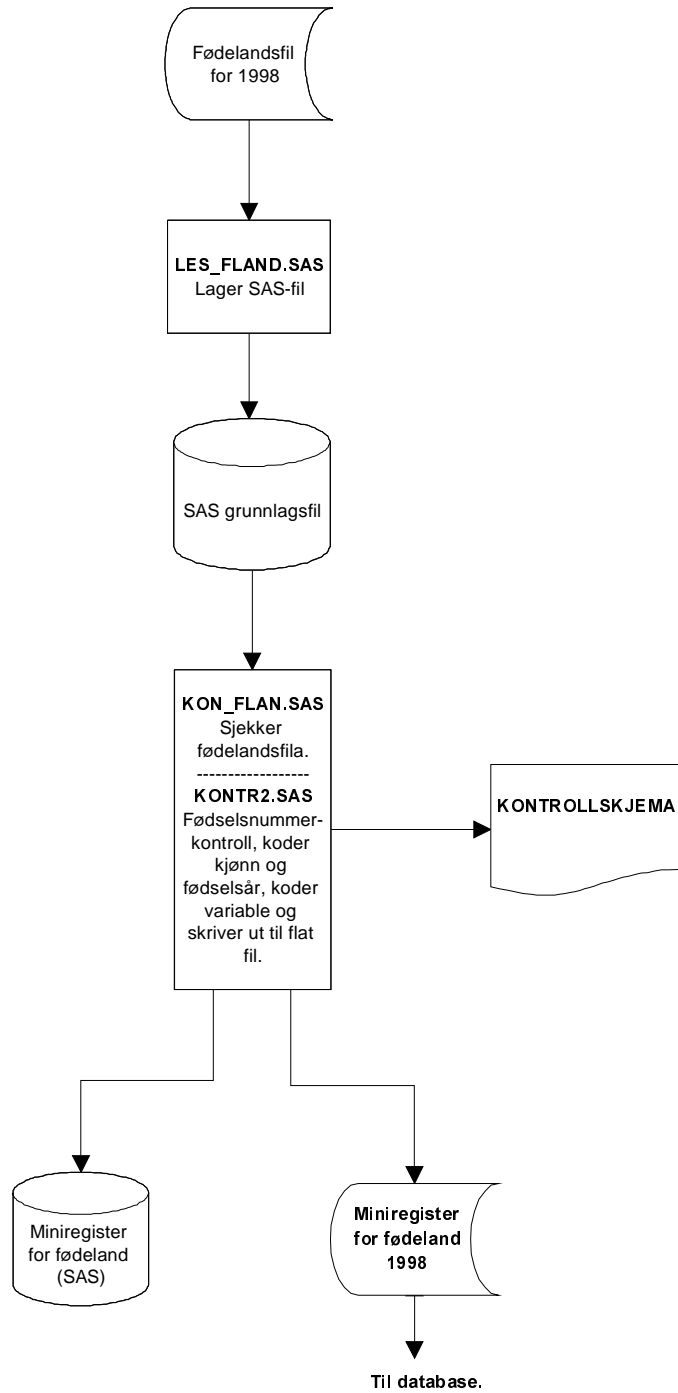 Fødelandsfil
for 1998
LES_FLAND.SAS
Lager SAS-fil
SAS grunnlagsfil
KON_FLAN.SAS
Sjekker
fødelandsfila.
-------------------
KONTR2.SAS
Fødselsnummer-
kontroll, koder
kjønn og
fødselsår, koder
variable og
skriver ut til flat
fil.
KONTROLLSKJEMA
Miniregister
for fødeland
(SAS)
Miniregister
for fødeland
1998
Til database.